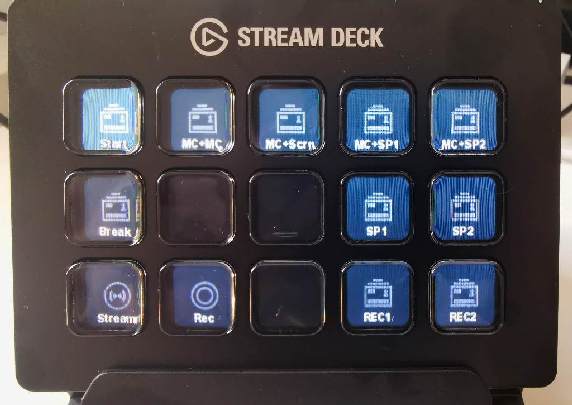 STREAM DECK
Start
MC+MC
MC+Scrn
MC+SP1
MC+SP2
Break
SP1
SP2
Stream
Rec
REC1
REC2